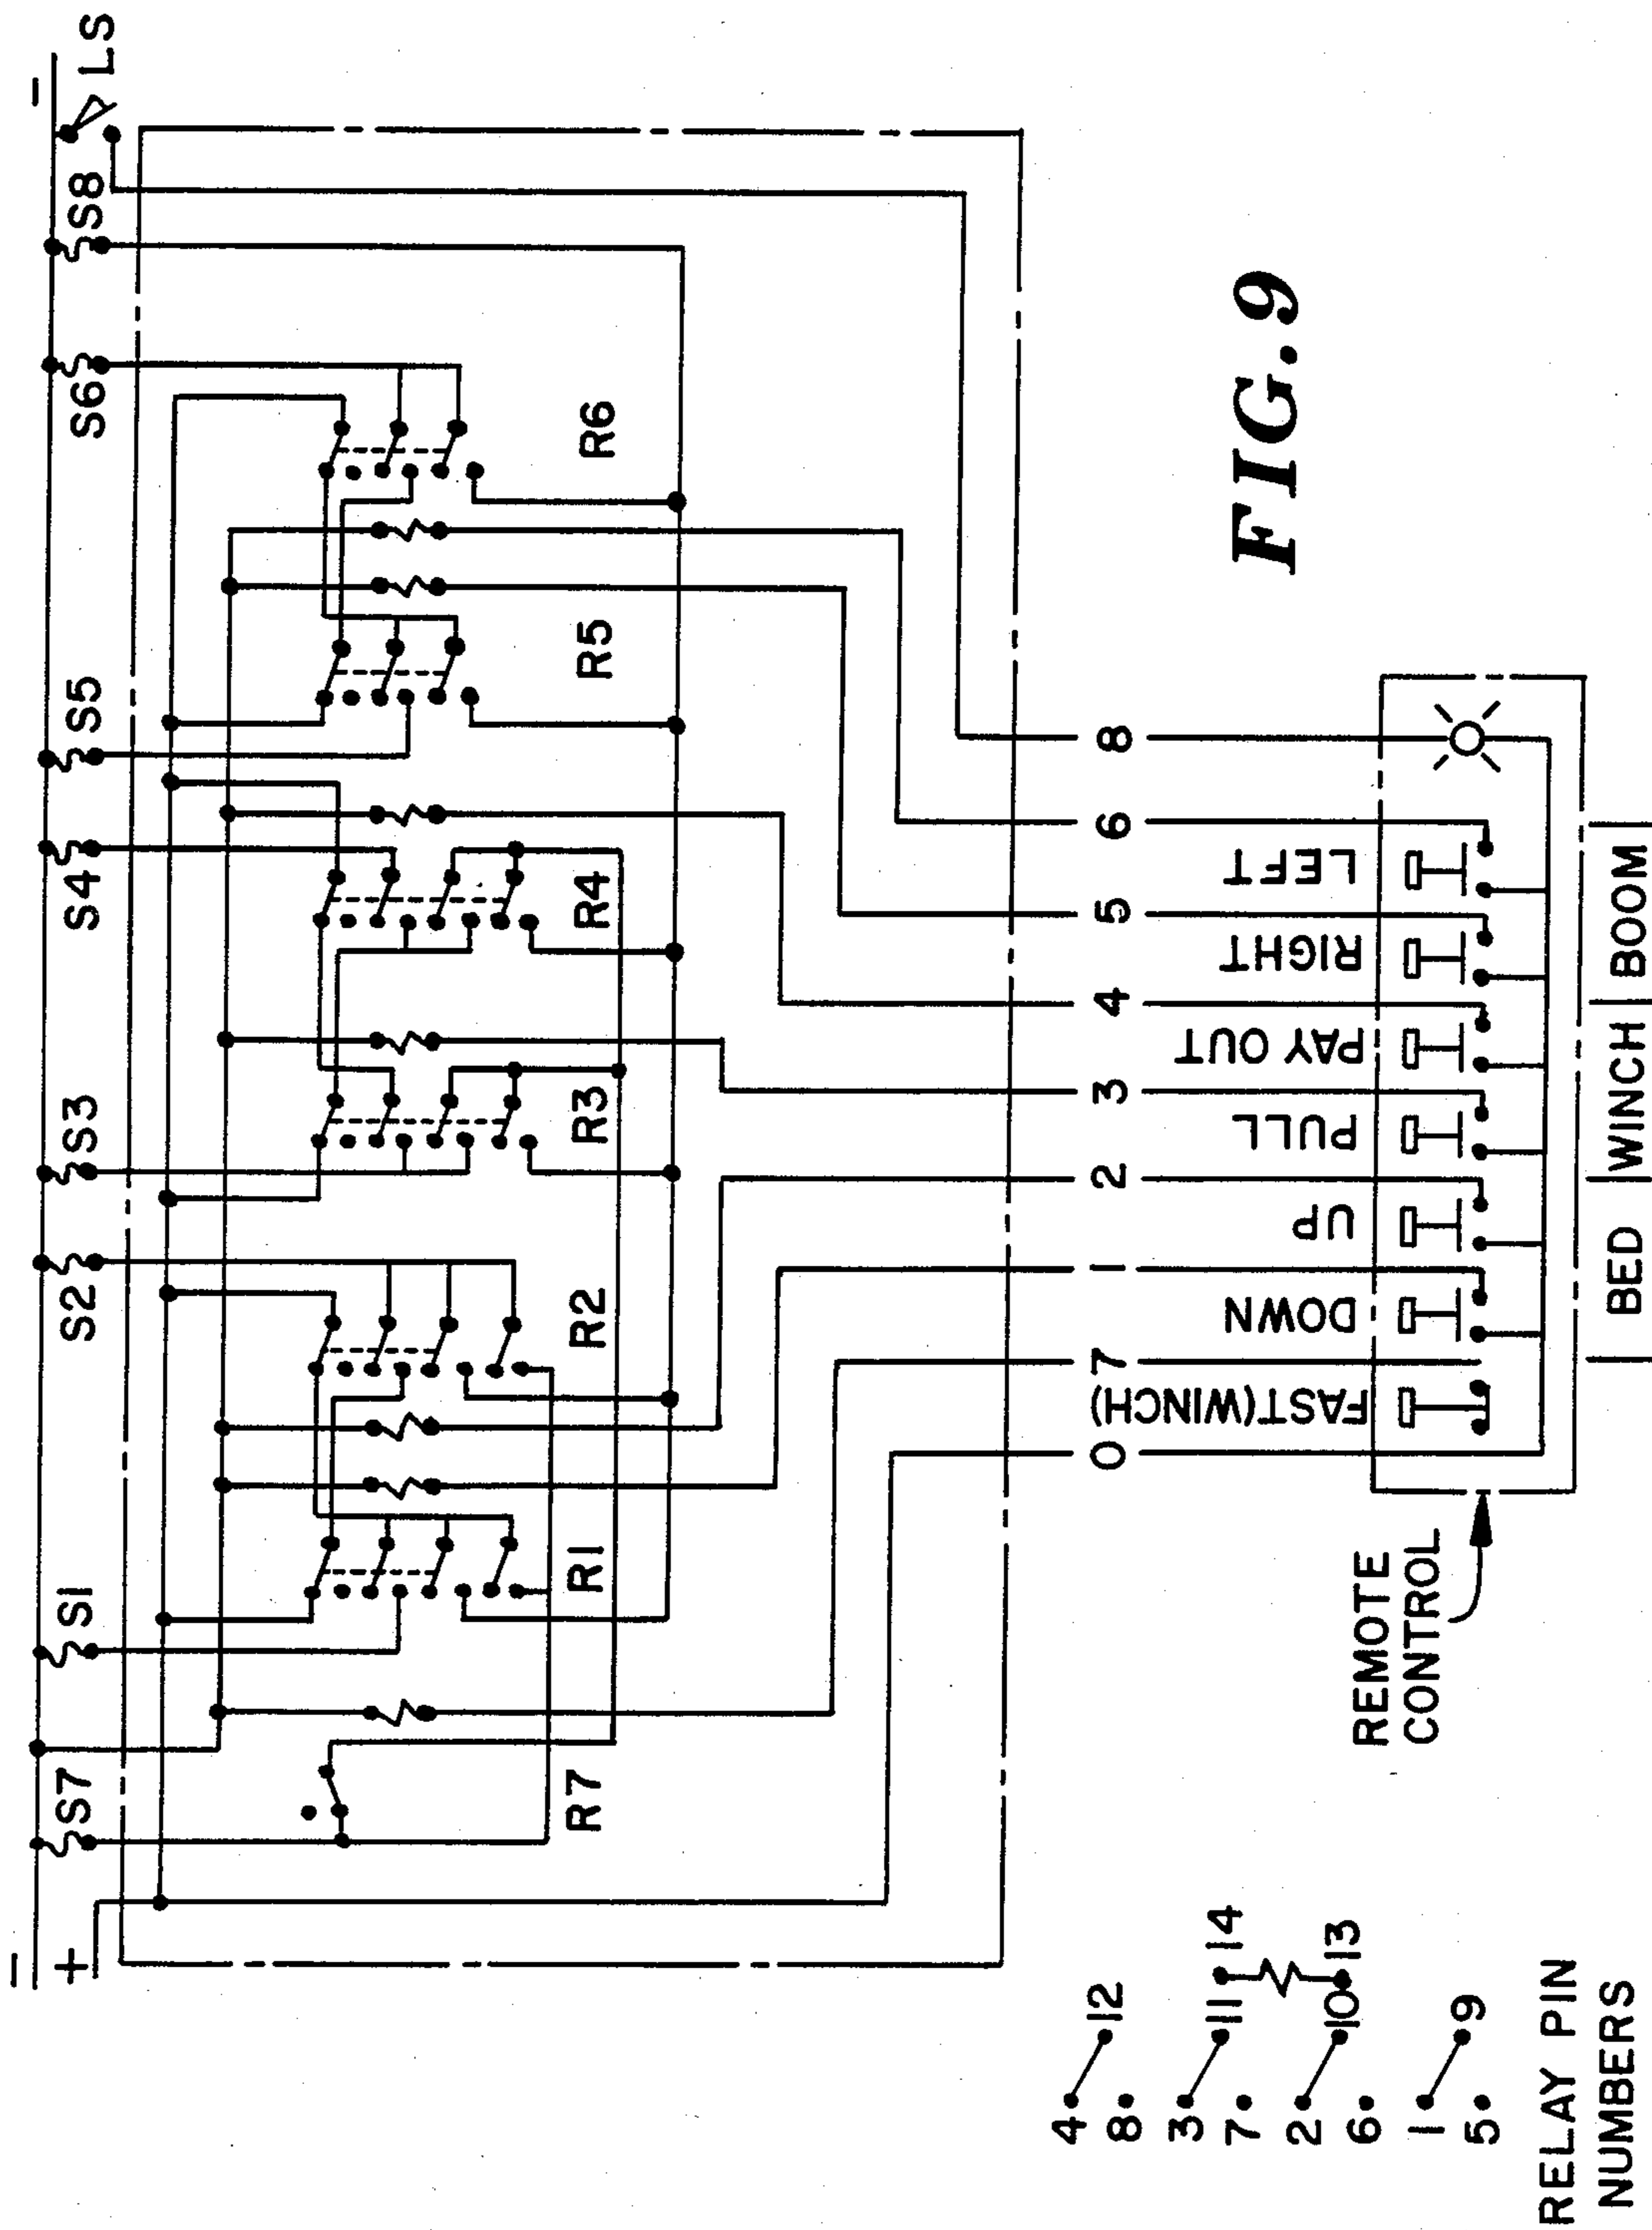 −
+
S7
S1
S2
S3
S4
S5
S6
S8
−
LS
R7
R1
R2
R3
R4
R5
R6
0
7
1
2
3
4
5
6
8
FAST(WINCH)
DOWN
UP
PULL
PAY OUT
RIGHT
LEFT
REMOTE
CONTROL
BED
WINCH
BOOM
4
12
8
3
11
14
7
2
10
13
6
1
9
5
RELAY PIN
NUMBERS
FIG.9